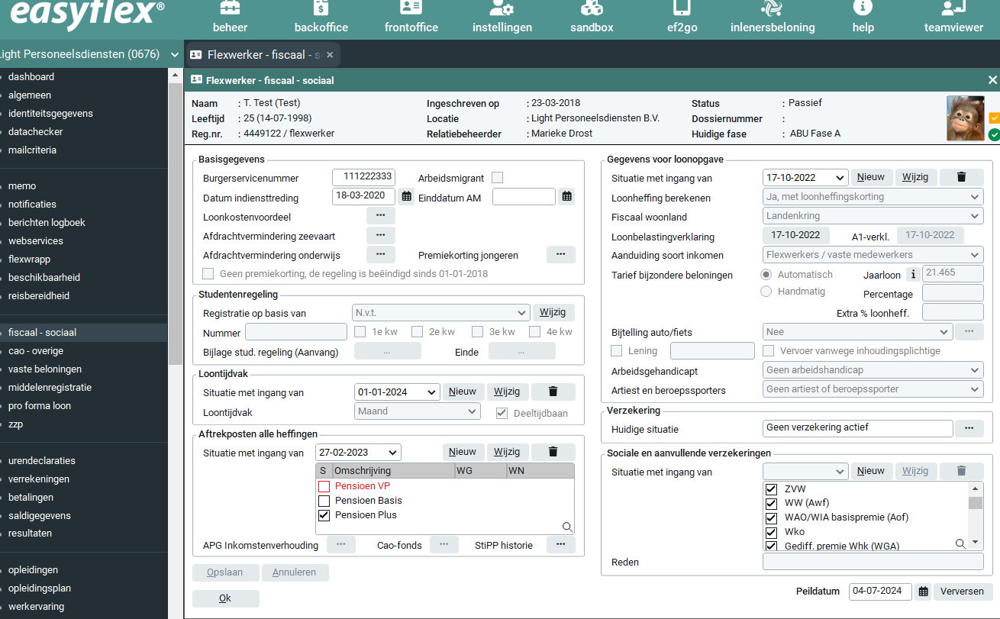 easyflex®
beheer
backoffice
frontoffice
instellingen
sandbox
ef2go
inlenersbeloning
help
teamviewer
Light Personeelsdiensten (0676)
Flexwerker - fiscaal - s
dashboard
algemeen
identiteitsgegevens
datachecker
mailcriteria
memo
notificaties
berichten logboek
webservices
flexwrapp
beschikbaarheid
reisbereidheid
fiscaal - sociaal
cao - overige
vaste beloningen
middelenregistratie
pro forma loon
zzp
urendeclaraties
verrekeningen
betalingen
saldigegevens
resultaten
opleidingen
opleidingsplan
werkervaring
Flexwerker - fiscaal - sociaal
Naam : T. Test (Test) Ingeschreven op : 23-03-2018 Status : Passief
Leeftijd : 25 (14-07-1998) Locatie : Light Personeelsdiensten B.V. Dossiernummer :
Reg.nr. : 4449122 / flexwerker Relatiebeheerder : Marieke Drost Huidige fase : ABU Fase A
Basisgegevens
Burgerservicenummer 111222333 Arbeidsmigrant
Datum indiensttreding 18-03-2020 Einddatum AM
Loonkostenvoordeel ...
Afdrachtvermindering zeevaart ...
Afdrachtvermindering onderwijs ... Premiekorting jongeren ...
Geen premiekorting, de regeling is beëindigd sinds 01-01-2018
Studentenregeling
Registratie op basis van N.v.t. Wijzig
Nummer 1e kw 2e kw 3e kw 4e kw
Bijlage stud. regeling (Aanvang) ... Einde ...
Loontijdvak
Situatie met ingang van 01-01-2024 Nieuw Wijzig
Loontijdvak Maand Deeltijdbaan
Aftrekposten alle heffingen
Situatie met ingang van 27-02-2023 Nieuw Wijzig
S Omschrijving WG WN
Pensioen VP
Pensioen Basis
Pensioen Plus
APG Inkomstenverhouding ... Cao-fonds ... StiPP historie ...
Opslaan Annuleren
Ok
Gegevens voor loonopgave
Situatie met ingang van 17-10-2022 Nieuw Wijzig
Loonheffing berekenen Ja, met loonheffingskorting
Fiscaal woonland Landenkring
Loonbelastingverklaring 17-10-2022 A1-verkl. 17-10-2022
Aanduiding soort inkomen Flexwerkers / vaste medewerkers
Tarief bijzondere beloningen Automatisch Jaarloon i 21.465
Handmatig Percentage
Extra % loonheff.
Bijtelling auto/fiets Nee ...
Lening Vervoer vanwege inhoudingsplichtige
Arbeidsgehandicapt Geen arbeidshandicap
Artiest en beroepssporters Geen artiest of beroepssporter
Verzekering
Huidige situatie Geen verzekering actief ...
Sociale en aanvullende verzekeringen
Situatie met ingang van Nieuw Wijzig
ZVW
WW (Awf)
WAO/WIA basispremie (Aof)
Wko
Gediff. premie Whk (WGA)
Reden
Peildatum 04-07-2024 Verversen